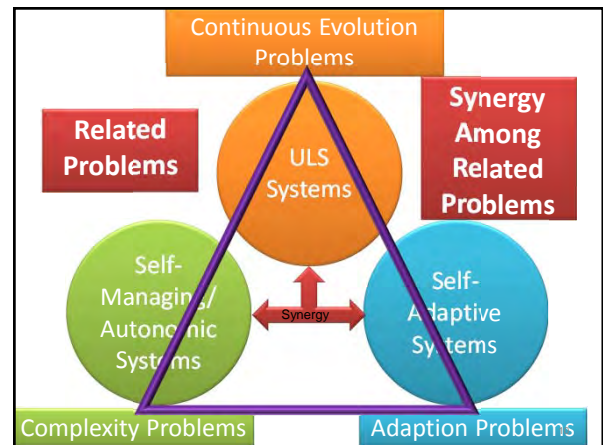 Continuous Evolution
Problems
Related
Problems
Synergy
Among
Related
Problems
ULS
Systems
Self-
Managing/
Autonomic
Systems
Synergy
Self-
Adaptive
Systems
Complexity Problems
Adaption Problems